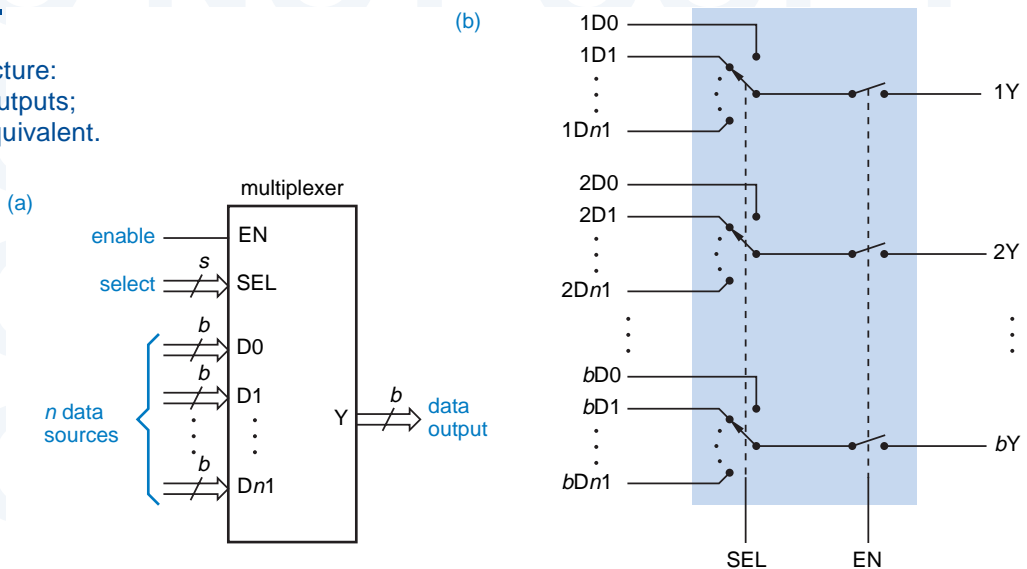 cture:
utputs;
quivalent.
(a)
multiplexer
enable
EN
s
select
SEL
b
D0
b
D1
n data
sources
b
Dn1
Y
b
data
output
(b)
1D0
1D1
1Dn1
1Y
2D0
2D1
2Dn1
2Y
bD0
bD1
bDn1
bY
SEL
EN